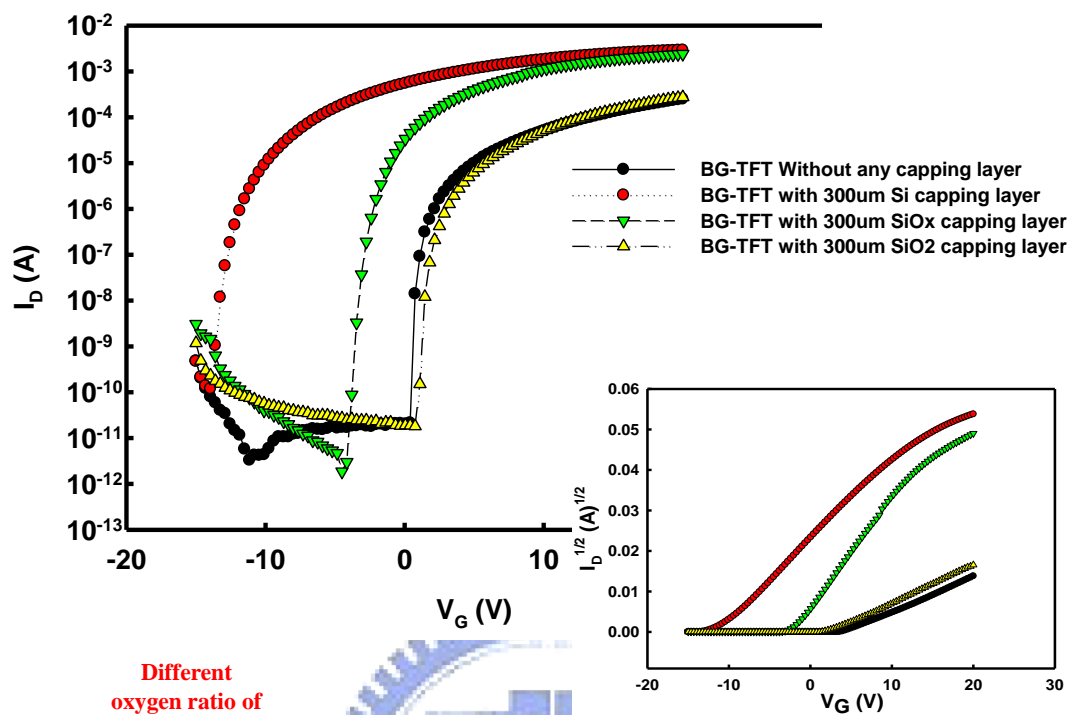 10-2
10-3
10-4
10-5
10-6
10-7
10-8
10-9
10-10
10-11
10-12
10-13
ID (A)
-20
-10
0
10
VG (V)
BG-TFT Without any capping layer
BG-TFT with 300um Si capping layer
BG-TFT with 300um SiOx capping layer
BG-TFT with 300um SiO2 capping layer
0.06
0.05
0.04
0.03
0.02
0.01
0.00
ID1/2 (A)1/2
-20
-10
0
10
20
30
VG (V)
Different
oxygen ratio of